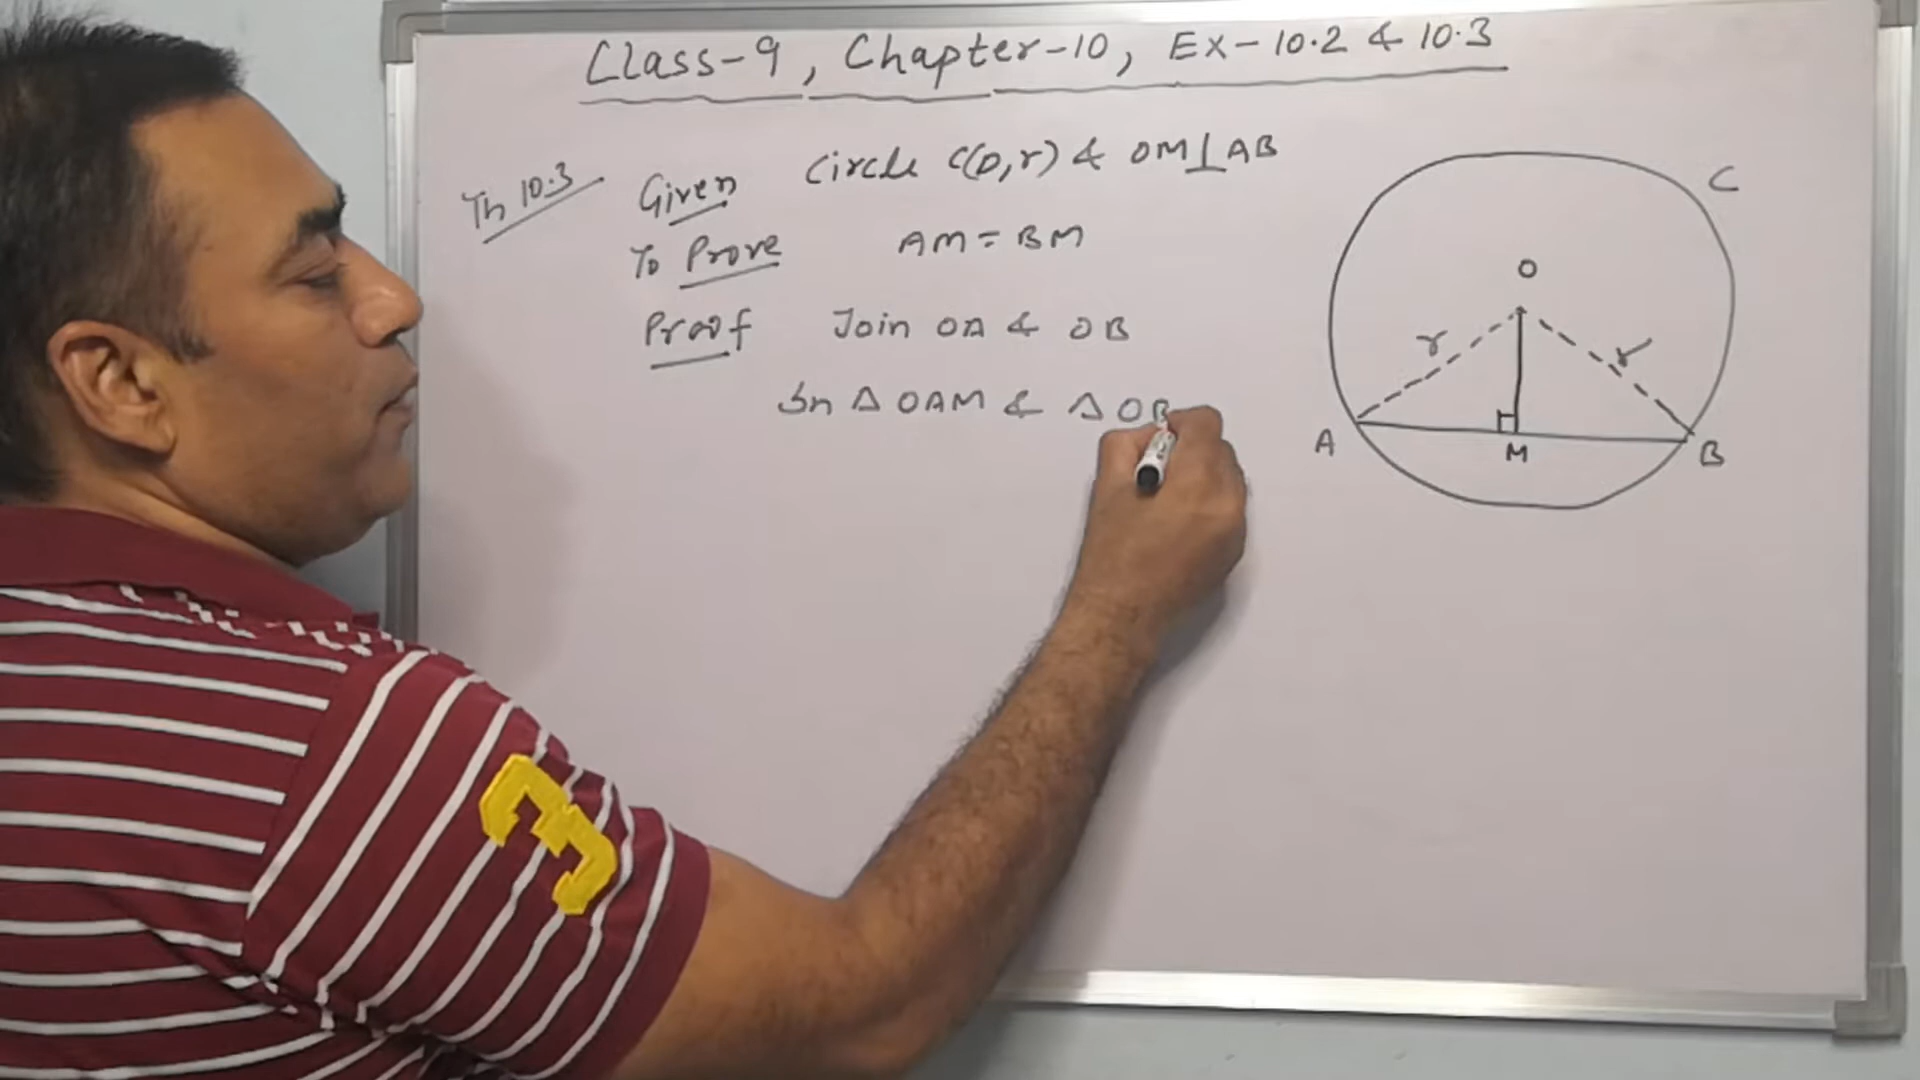 Class-9, Chapter-10, Ex-10.2 & 10.3
Th 10.3
Given Circle C(O,r) & OM⊥AB
To Prove AM=BM
Proof Join OA & OB
In Δ OAM & Δ OB
C
O
r r
A M B
3